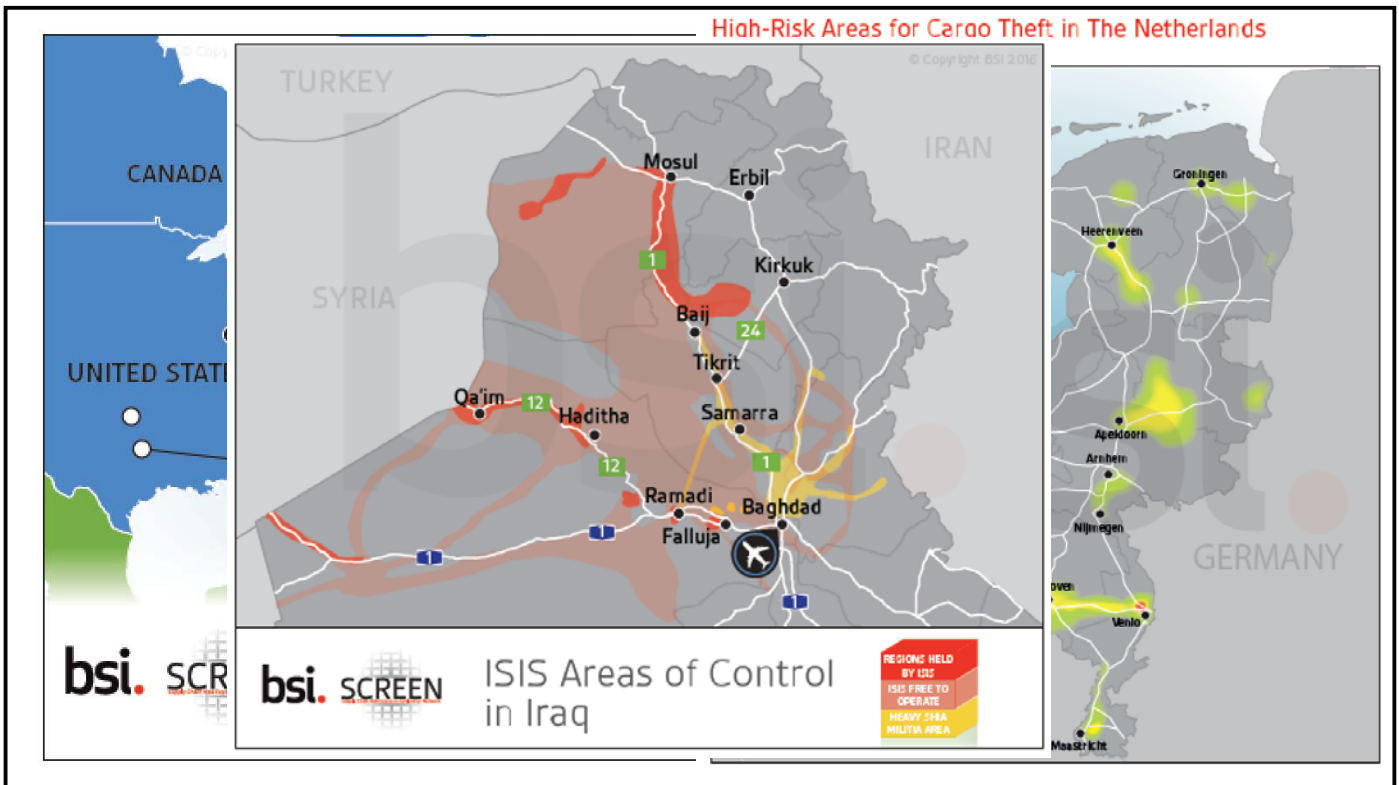 High-Risk Areas for Cargo Theft in The Netherlands
© Copyright BSI 2016
TURKEY
IRAN
SYRIA
Mosul
Erbil
1
Kirkuk
Baij
24
Tikrit
Qa'im
12
Haditha
Samarra
12
1
Ramadi
Baghdad
Falluja
1
1
1
bsi. SCREEN
ISIS Areas of Control
in Iraq
REGIONS HELD
BY ISIS
ISIS FREE TO
OPERATE
HEAVY SHIA
MILITIA AREA
CANADA
UNITED STATE
bsi. SCR
Groningen
Heerenveen
Apeldoorn
Arnhem
Nijmegen
GERMANY
oven
Venlo
Maastricht